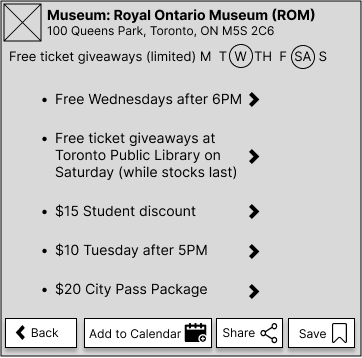 Museum: Royal Ontario Museum (ROM)
100 Queens Park, Toronto, ON M5S 2C6
Free ticket giveaways (limited) M T W TH F SA S
• Free Wednesdays after 6PM
• Free ticket giveaways at
Toronto Public Library on
Saturday (while stocks last)
• $15 Student discount
• $10 Tuesday after 5PM
• $20 City Pass Package
Back Add to Calendar Share Save